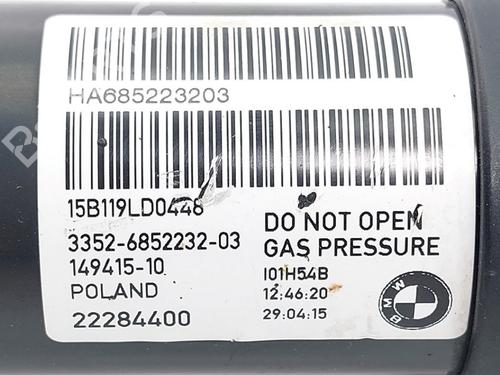 HA685223203
15B119LD0448
3352-6852232-03
149415-10
POLAND
22284400
DO NOT OPEN
GAS PRESSURE
I01H54B
12:46:20
29:04:15
BMW